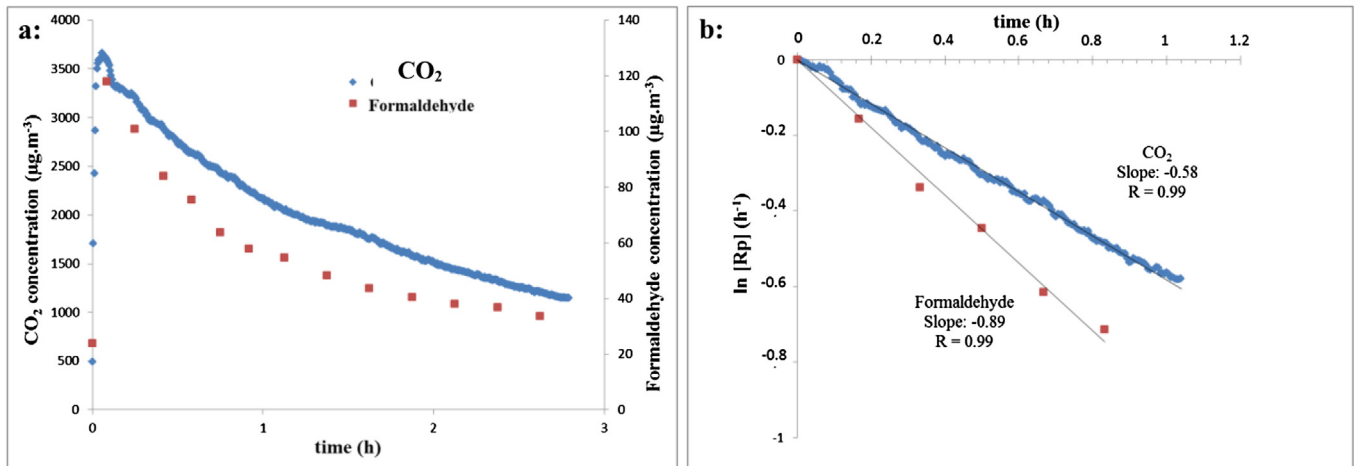 a:
4000
3500
3000
2500
2000
1500
1000
500
0
CO₂ concentration (µg.m⁻³)
0
1
2
3
time (h)
140
120
100
80
60
40
20
0
Formaldehyde concentration (µg.m⁻³)
CO₂
Formaldehyde
b:
time (h)
0
0.2
0.4
0.6
0.8
1
1.2
0
-0.2
-0.4
-0.6
-0.8
-1
ln [Rp] (h⁻¹)
CO₂
Slope: -0.58
R = 0.99
Formaldehyde
Slope: -0.89
R = 0.99